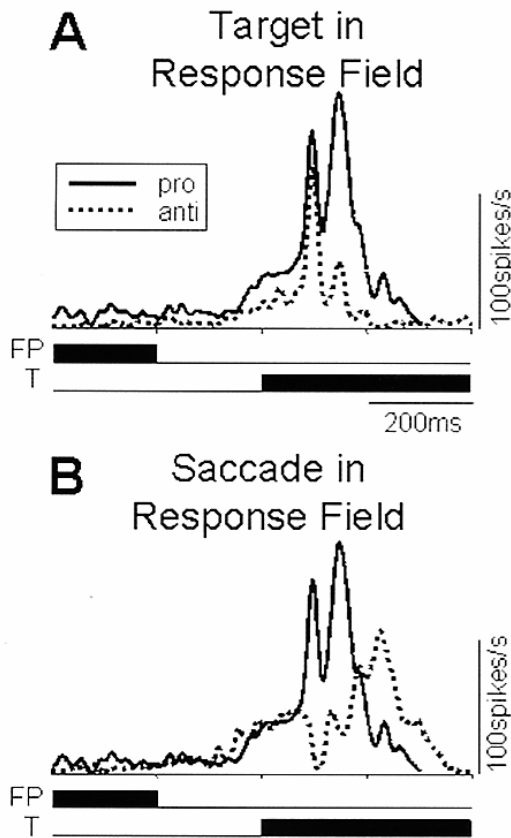 A
Target in
Response Field
pro
anti
100spikes/s
FP
T
200ms
B
Saccade in
Response Field
100spikes/s
FP
T